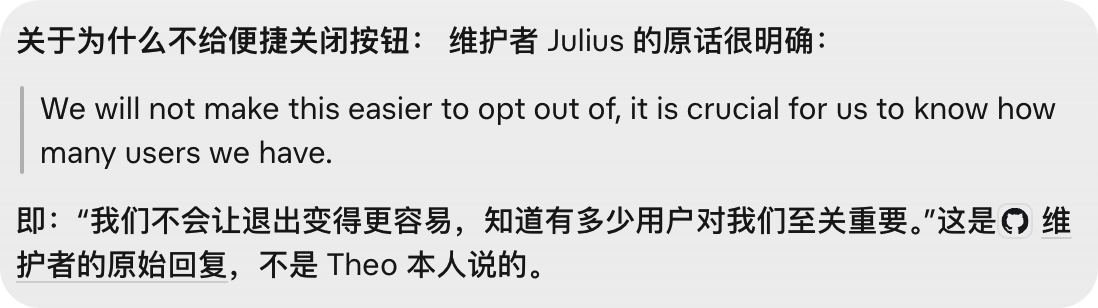 关于为什么不给便捷关闭按钮： 维护者 Julius 的原话很明确：
We will not make this easier to opt out of, it is crucial for us to know how
many users we have.
即：“我们不会让退出变得更容易，知道有多少用户对我们至关重要。”这是 维
护者的原始回复，不是 Theo 本人说的。